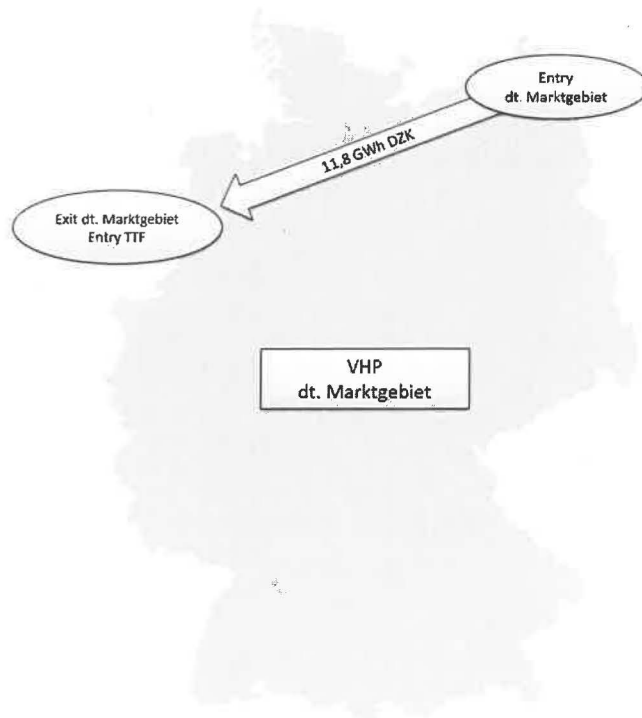 Entry
dt. Marktgebiet
11,8 GWh DZK
Exit dt. Marktgebiet
Entry TTF
VHP
dt. Marktgebiet